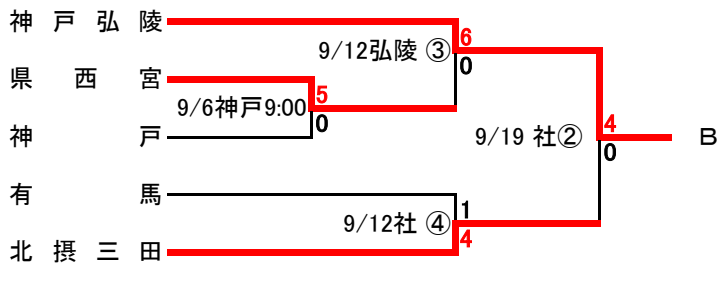 神戸弘陵
6
9/12弘陵 ③
0
県西宮
5
9/6神戸9:00
0
神戸
4
9/19 社②
B
0
有馬
1
9/12社 ④
4
北摂三田